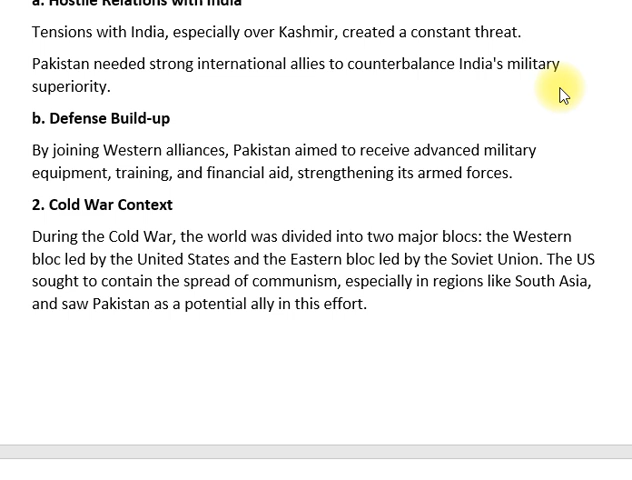 a. Hostile Relations with India
Tensions with India, especially over Kashmir, created a constant threat.
Pakistan needed strong international allies to counterbalance India's military
superiority.
b. Defense Build-up
By joining Western alliances, Pakistan aimed to receive advanced military
equipment, training, and financial aid, strengthening its armed forces.
2. Cold War Context
During the Cold War, the world was divided into two major blocs: the Western
bloc led by the United States and the Eastern bloc led by the Soviet Union. The US
sought to contain the spread of communism, especially in regions like South Asia,
and saw Pakistan as a potential ally in this effort.